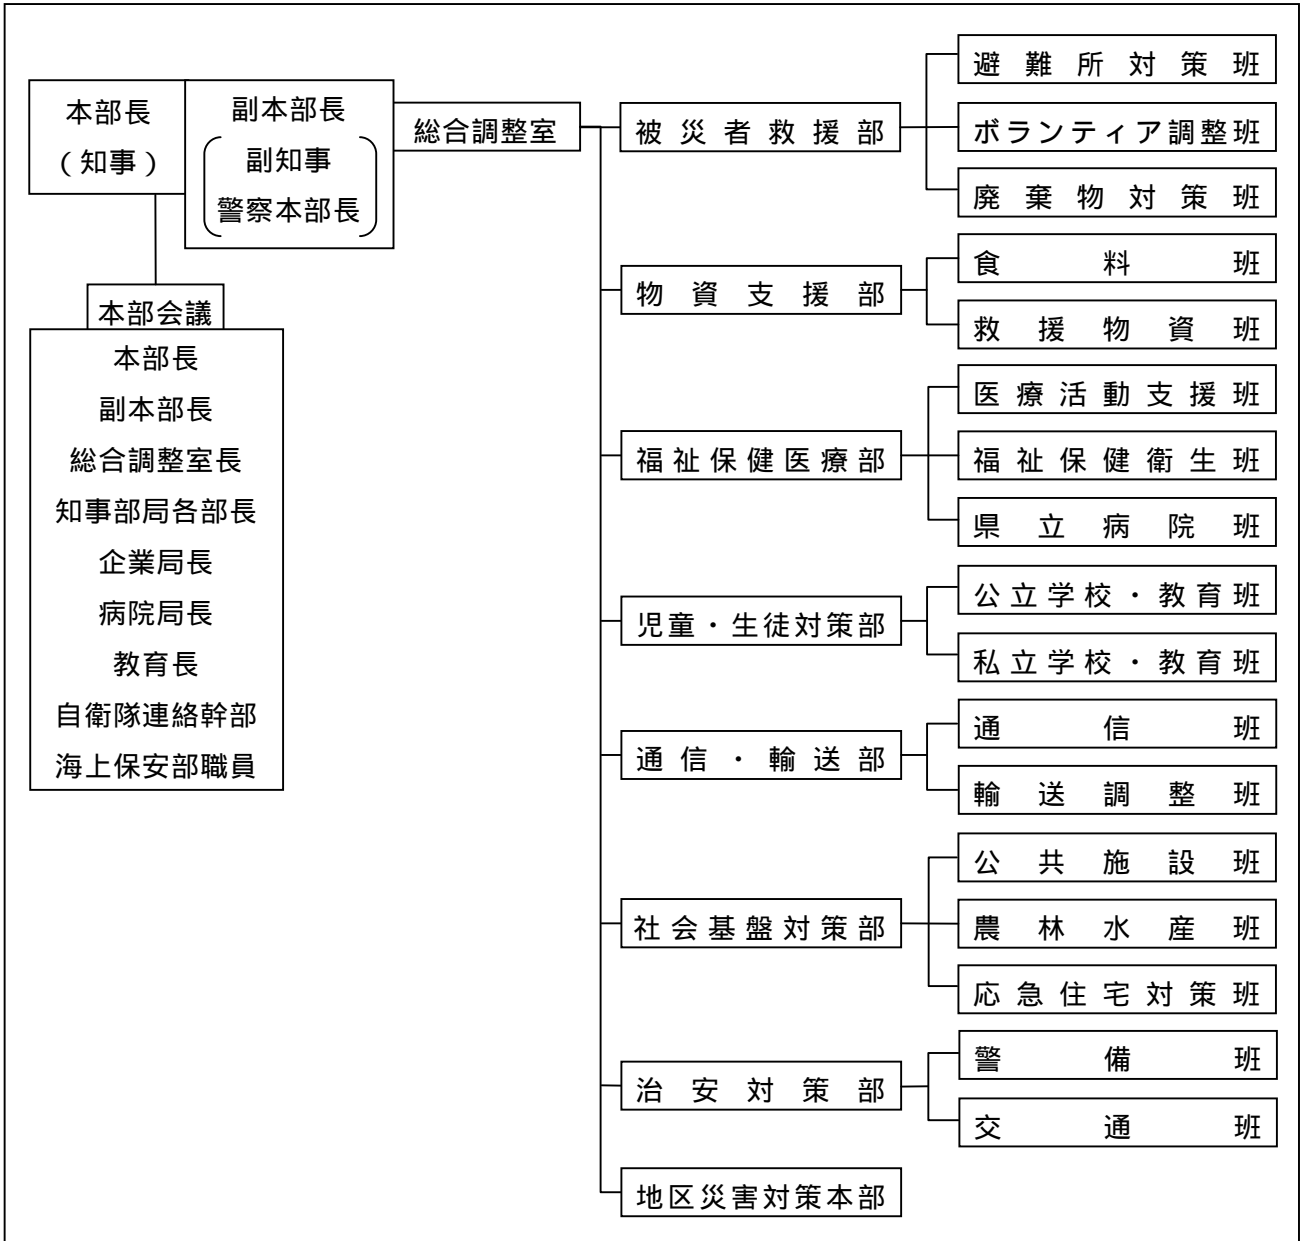 本部長
（知事）
副本部長
副知事
警察本部長
総合調整室
本部会議
本部長
副本部長
総合調整室長
知事部局各部長
企業局長
病院局長
教育長
自衛隊連絡幹部
海上保安部職員
被災者救援部
避難所対策班
ボランティア調整班
廃棄物対策班
物資支援部
食料班
救援物資班
福祉保健医療部
医療活動支援班
福祉保健衛生班
県立病院班
児童・生徒対策部
公立学校・教育班
私立学校・教育班
通信・輸送部
通信班
輸送調整班
社会基盤対策部
公共施設班
農林水産班
応急住宅対策班
治安対策部
警備班
交通班
地区災害対策本部